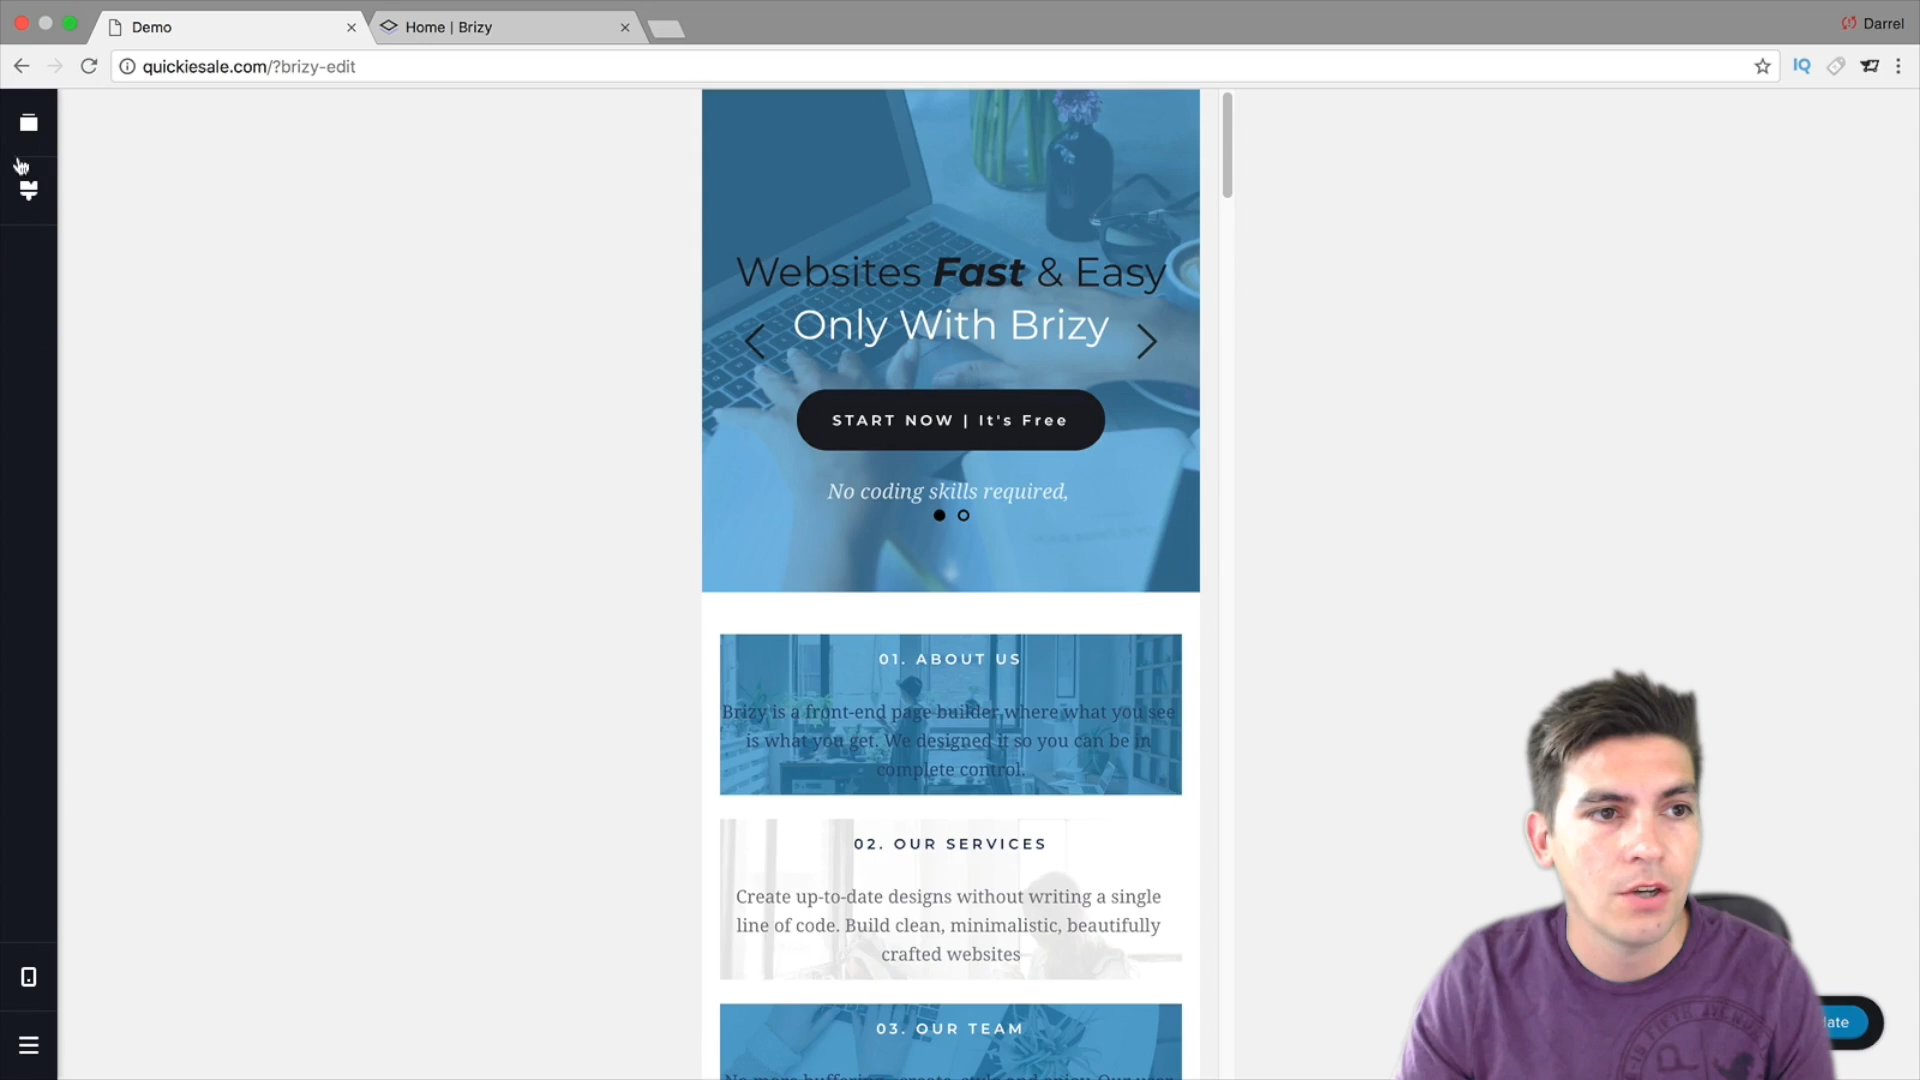 Demo
Home | Brizy
Darrel
quickiesale.com/?brizy-edit
IQ
Websites Fast & Easy
Only With Brizy
START NOW | It's Free
No coding skills required,
01. ABOUT US
Brizy is a front-end page builder where what you see
is what you get. We designed it so you can be in
complete control.
02. OUR SERVICES
Create up-to-date designs without writing a single
line of code. Build clean, minimalistic, beautifully
crafted websites
03. OUR TEAM